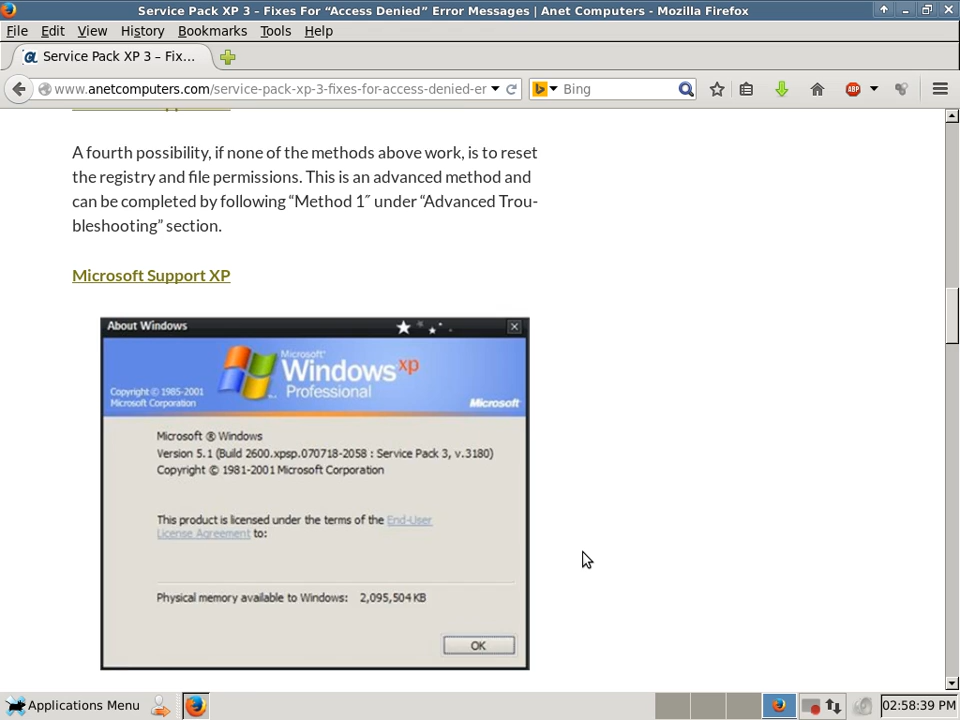 Service Pack XP 3 – Fixes For “Access Denied” Error Messages | Anet Computers - Mozilla Firefox
File Edit View History Bookmarks Tools Help
Service Pack XP 3 – Fix...
www.anetcomputers.com/service-pack-xp-3-fixes-for-access-denied-er
Bing
ABP
A fourth possibility, if none of the methods above work, is to reset
the registry and file permissions. This is an advanced method and
can be completed by following “Method 1″ under “Advanced Trou-
bleshooting” section.
Microsoft Support XP
About Windows
Microsoft®
Windows xp
Professional
Copyright © 1985-2001
Microsoft Corporation
Microsoft
Microsoft ® Windows
Version 5.1 (Build 2600.xpsp.070718-2058 : Service Pack 3, v.3180)
Copyright © 1981-2001 Microsoft Corporation
This product is licensed under the terms of the End-User
License Agreement to:
Physical memory available to Windows: 2,095,504 KB
OK
Applications Menu
02:58:39 PM